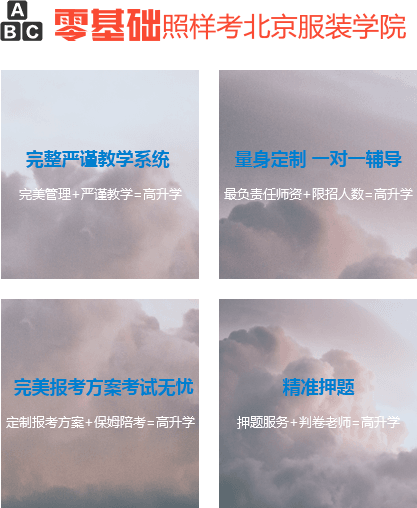 ABC
零基础照样考北京服装学院
完整严谨教学系统
完美管理+严谨教学=高升学
量身定制 一对一辅导
最负责任师资+限招人数=高升学
完美报考方案考试无忧
定制报考方案+保姆陪考=高升学
精准押题
押题服务+判卷老师=高升学